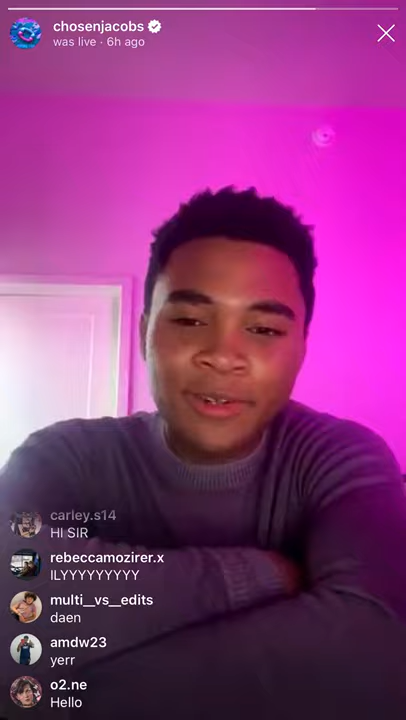 chosenjacobs
was live · 6h ago
carley.s14
HI SIR
rebeccamozirer.x
ILYYYYYYYYY
multi__vs__edits
daen
amdw23
yerr
o2.ne
Hello